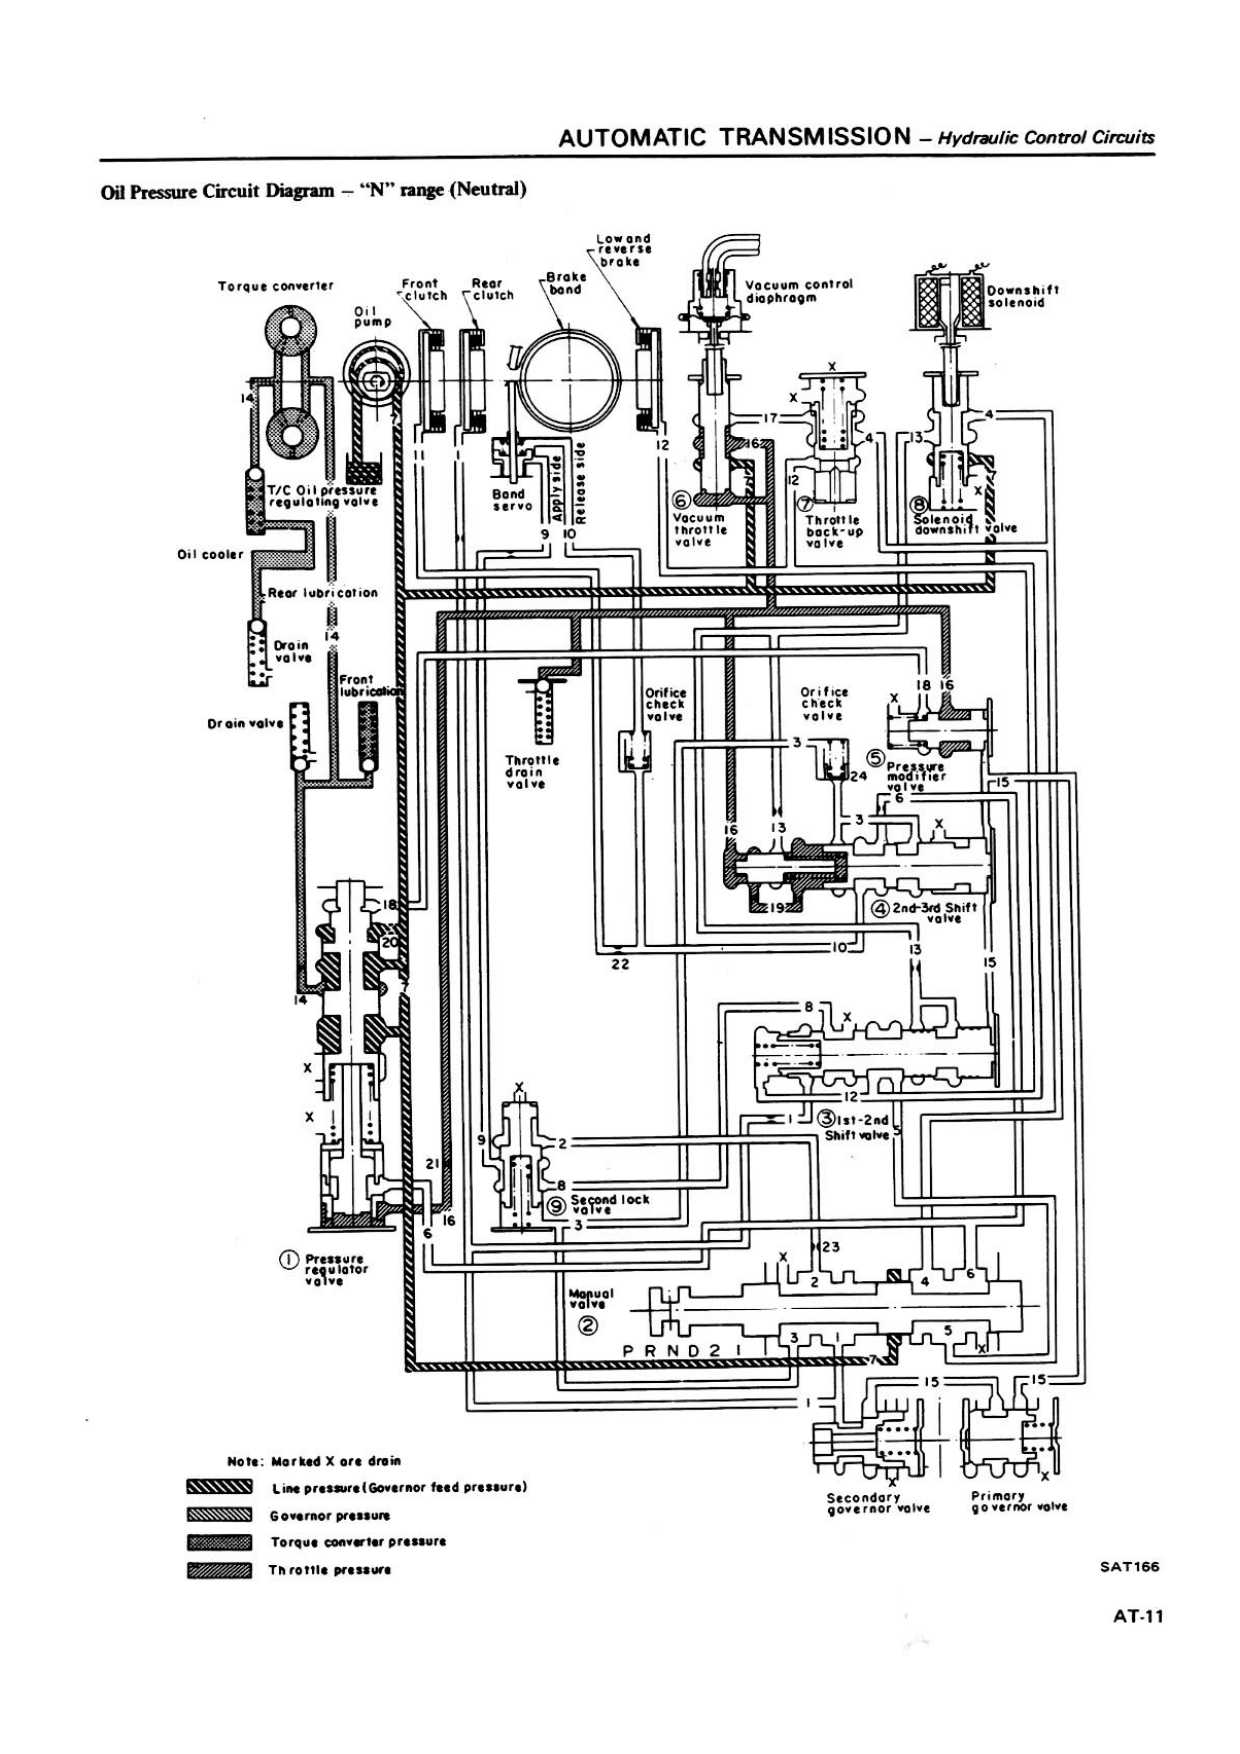 AUTOMATIC TRANSMISSION – Hydraulic Control Circuits
Oil Pressure Circuit Diagram – “N” range (Neutral)
Low and
reverse
brake
Torque converter
Oil
pump
Front
clutch
Rear
clutch
Brake
band
Vacuum control
diaphragm
Downshift
solenoid
X
X
14
7
17
4
4
13
16
12
12
1
1
Apply side
Release side
T/C Oil pressure
regulating valve
Band
servo
9
10
6
Vacuum
throttle
valve
7
Throttle
back-up
valve
8
Solenoid
downshift valve
X
7
Oil cooler
Rear lubrication
14
Drain
valve
Front
lubrication
Drain valve
Throttle
drain
valve
Orifice
check
valve
Orifice
check
valve
18
16
X
3
24
5
Pressure
modifier
valve
15
6
16
13
3
X
19
4
2nd-3rd Shift
valve
18
20
22
10
13
15
14
7
8
X
X
X
12
1
3
1st-2nd
Shift valve
5
X
9
2
21
8
9
Second lock
valve
3
16
6
23
1
Pressure
regulator
valve
X
2
4
6
Manual
valve
2
P R N D 2 1
3
1
5
X
7
15
15
1
X
X
Secondary
governor valve
Primary
governor valve
Note: Marked X are drain
Line pressure (Governor feed pressure)
Governor pressure
Torque converter pressure
Throttle pressure
SAT166
AT-11